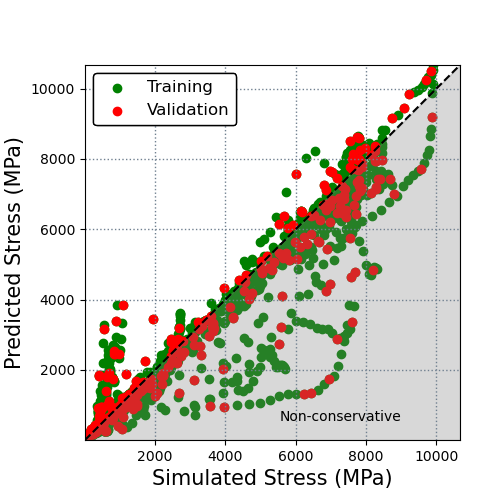 Training
Validation
10000
8000
6000
4000
2000
Predicted Stress (MPa)
Non-conservative
2000 4000 6000 8000 10000
Simulated Stress (MPa)